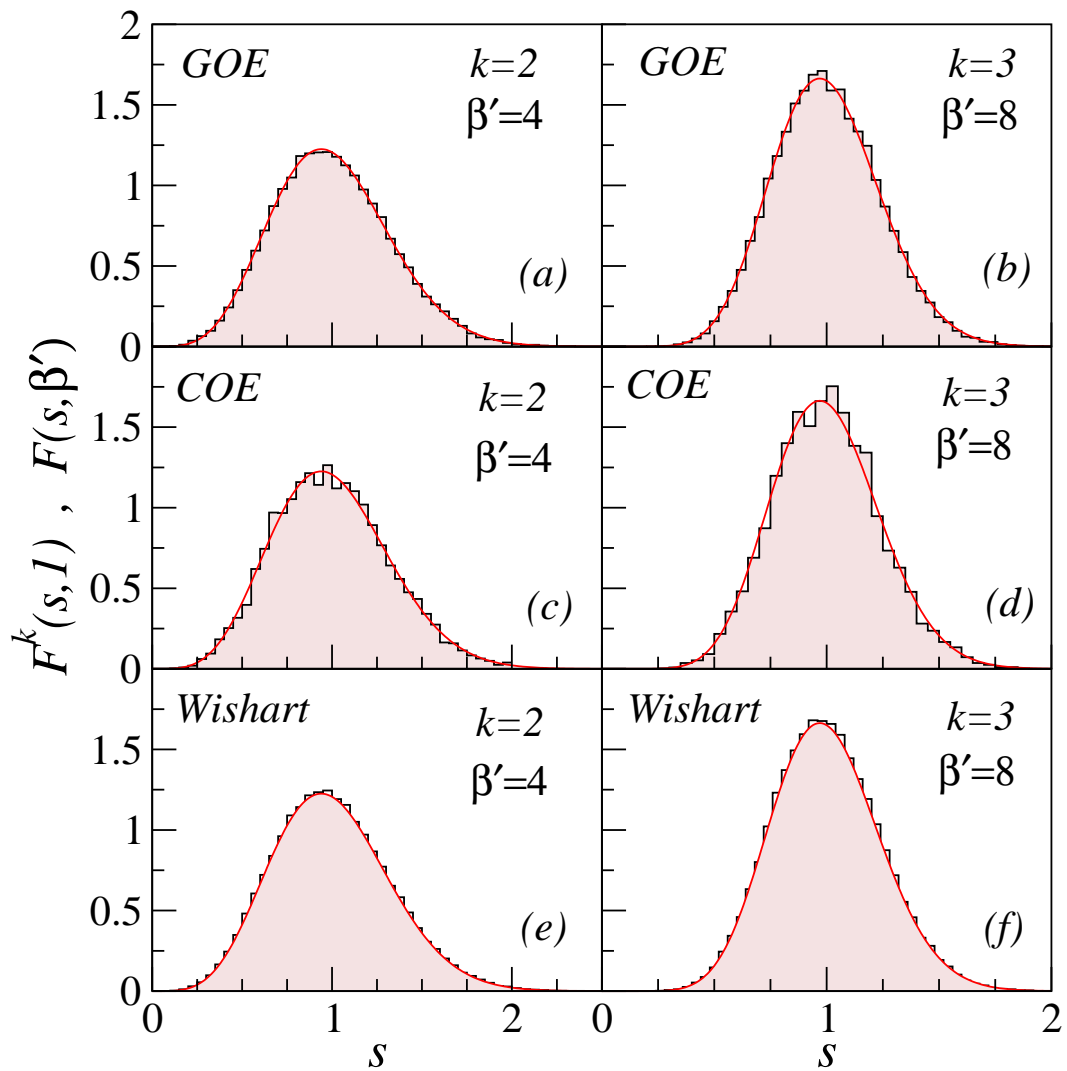 2
GOE
k=2
β′=4
GOE
k=3
β′=8
1.5
1
0.5
(a)
(b)
0
COE
k=2
β′=4
COE
k=3
β′=8
1.5
1
0.5
(c)
(d)
0
Wishart
k=2
β′=4
Wishart
k=3
β′=8
1.5
1
0.5
(e)
(f)
0
0
1
2
0
1
2
s
s
F^k(s,1) , F(s,β′)